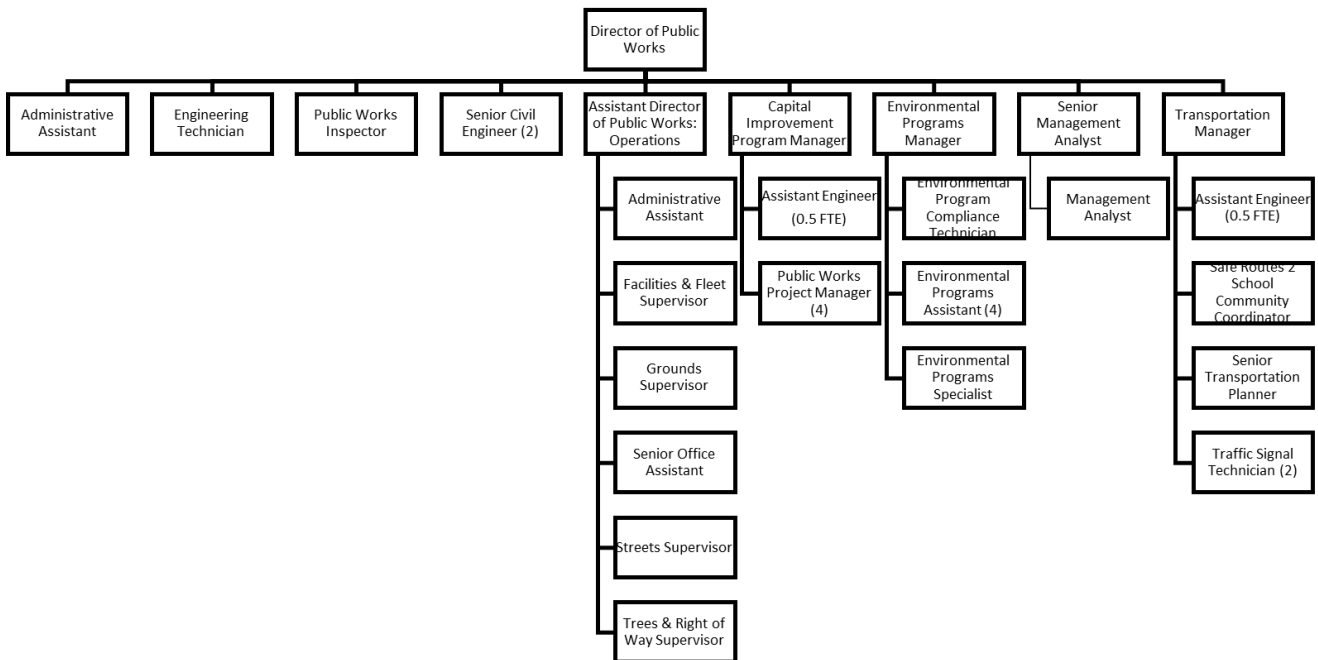 Director of Public
Works
Administrative
Assistant
Engineering
Technician
Public Works
Inspector
Senior Civil
Engineer (2)
Assistant Director
of Public Works:
Operations
Capital
Improvement
Program Manager
Environmental
Programs
Manager
Senior
Management
Analyst
Transportation
Manager
Administrative
Assistant
Facilities & Fleet
Supervisor
Grounds
Supervisor
Senior Office
Assistant
Streets Supervisor
Trees & Right of
Way Supervisor
Assistant Engineer
(0.5 FTE)
Public Works
Project Manager
(4)
Environmental
Program
Compliance
Technician
Environmental
Programs
Assistant (4)
Environmental
Programs
Specialist
Management
Analyst
Assistant Engineer
(0.5 FTE)
Safe Routes 2
School
Community
Coordinator
Senior
Transportation
Planner
Traffic Signal
Technician (2)